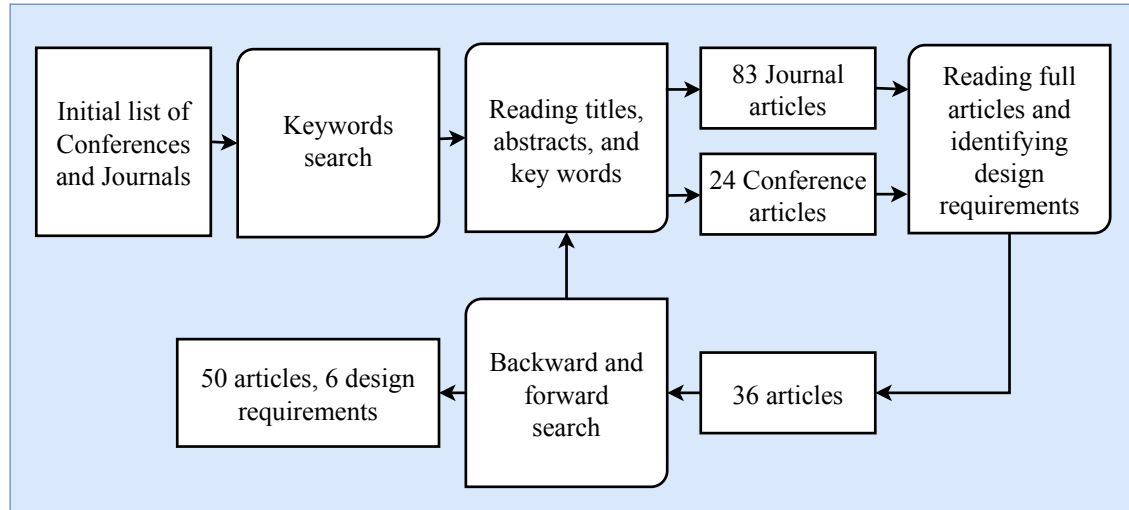 Initial list of
Conferences
and Journals
Keywords
search
Reading titles,
abstracts, and
key words
83 Journal
articles
24 Conference
articles
Reading full
articles and
identifying
design
requirements
36 articles
Backward and
forward
search
50 articles, 6 design
requirements